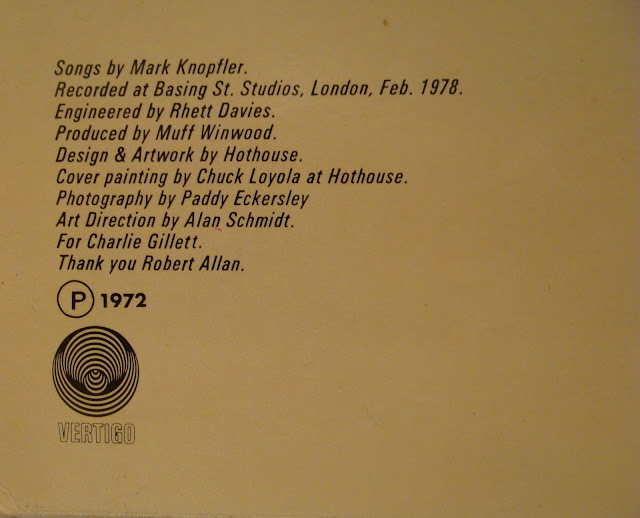 Songs by Mark Knopfler.
Recorded at Basing St. Studios, London, Feb. 1978.
Engineered by Rhett Davies.
Produced by Muff Winwood.
Design & Artwork by Hothouse.
Cover painting by Chuck Loyola at Hothouse.
Photography by Paddy Eckersley
Art Direction by Alan Schmidt.
For Charlie Gillett.
Thank you Robert Allan.
Ⓟ 1972
VERTIGO